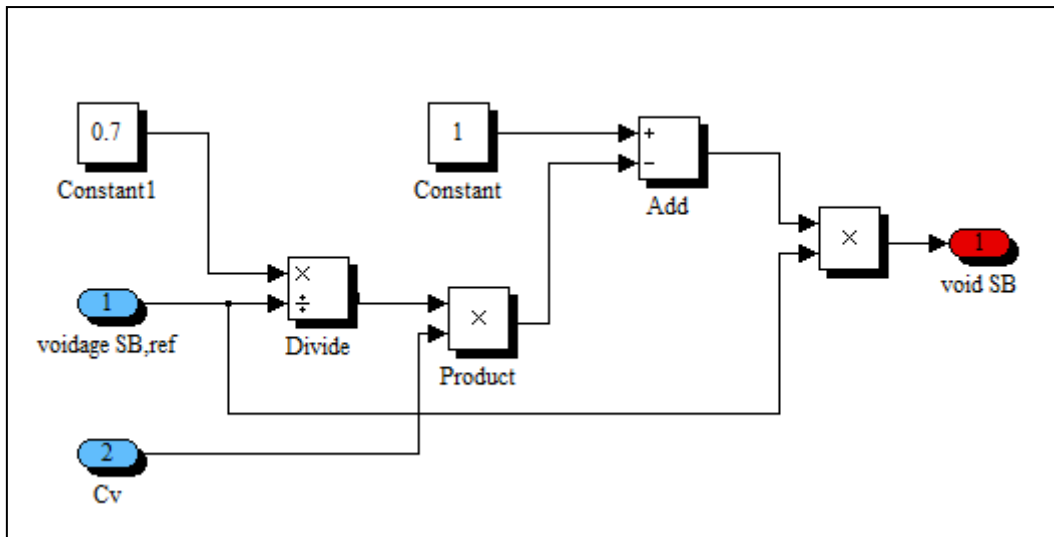 0.7
1
+
−
Constant1
Constant
Add
×
÷
×
1
void SB
1
voidage SB,ref
Divide
×
Product
2
Cv